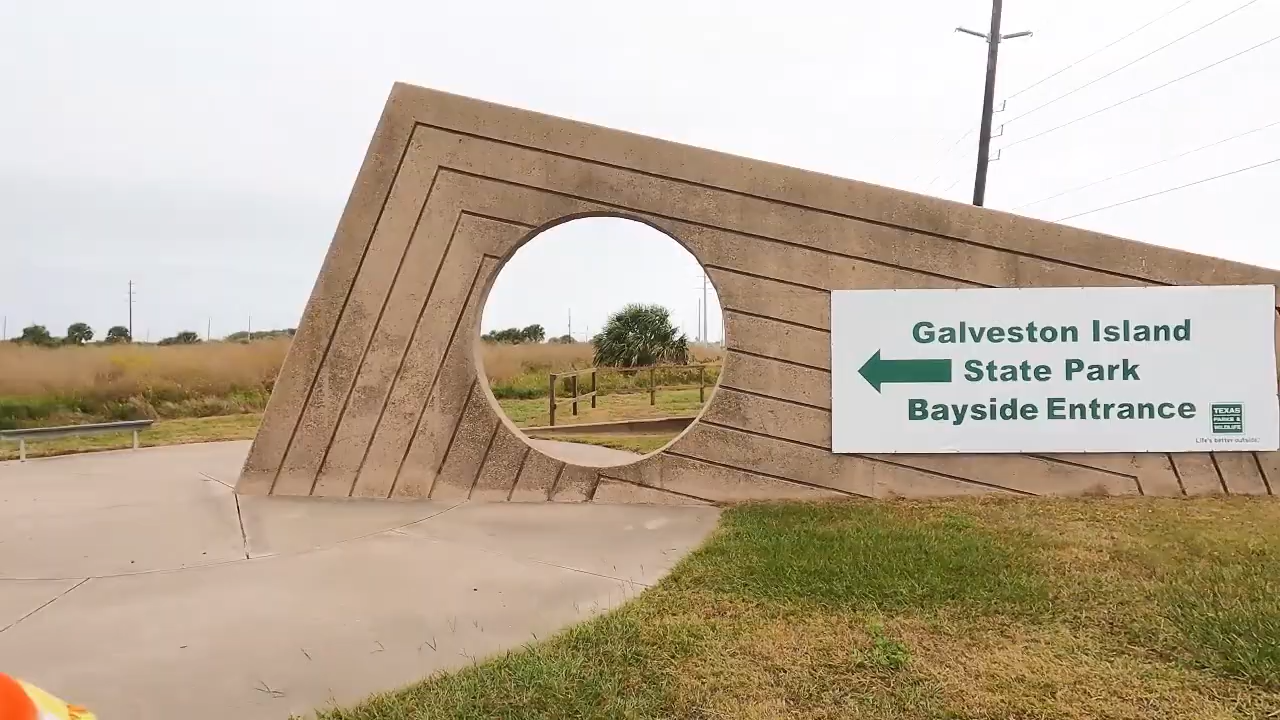 Galveston Island
State Park
Bayside Entrance
TEXAS
PARKS &
WILDLIFE
Life's better outside.